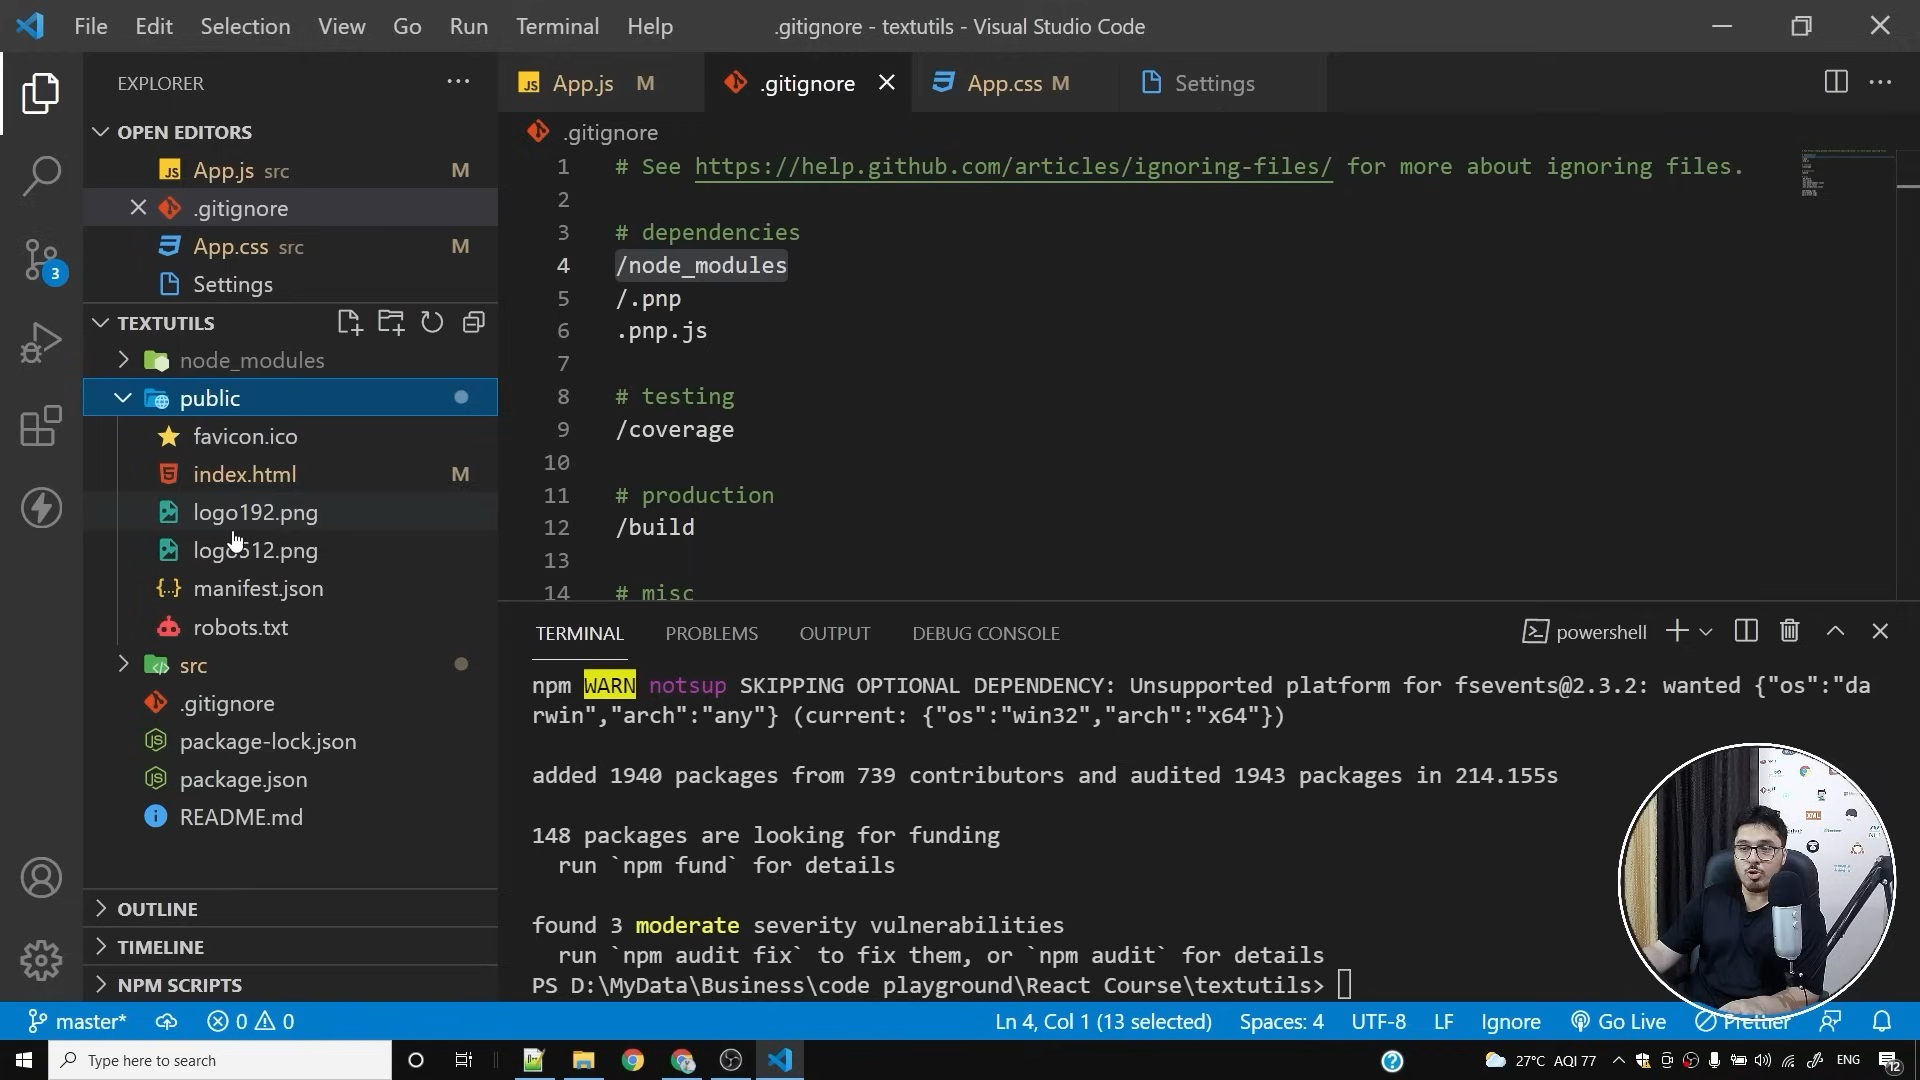 File Edit Selection View Go Run Terminal Help
.gitignore - textutils - Visual Studio Code
EXPLORER
OPEN EDITORS
App.js src M
.gitignore
App.css src M
Settings
TEXTUTILS
node_modules
public
favicon.ico
index.html M
logo192.png
logo512.png
manifest.json
robots.txt
src
.gitignore
package-lock.json
package.json
README.md
OUTLINE
TIMELINE
NPM SCRIPTS
3
App.js M
.gitignore
App.css M
Settings
.gitignore
1 # See https://help.github.com/articles/ignoring-files/ for more about ignoring files.
2
3 # dependencies
4 /node_modules
5 /.pnp
6 .pnp.js
7
8 # testing
9 /coverage
10
11 # production
12 /build
13
14 # misc
TERMINAL PROBLEMS OUTPUT DEBUG CONSOLE
powershell
npm WARN notsup SKIPPING OPTIONAL DEPENDENCY: Unsupported platform for fsevents@2.3.2: wanted {"os":"da
rwin","arch":"any"} (current: {"os":"win32","arch":"x64"})
added 1940 packages from 739 contributors and audited 1943 packages in 214.155s
148 packages are looking for funding
run `npm fund` for details
found 3 moderate severity vulnerabilities
run `npm audit fix` to fix them, or `npm audit` for details
PS D:\MyData\Business\code playground\React Course\textutils>
master* 0 0
Ln 4, Col 1 (13 selected) Spaces: 4 UTF-8 LF Ignore Go Live Prettier
Type here to search
27°C AQI 77 ENG 12